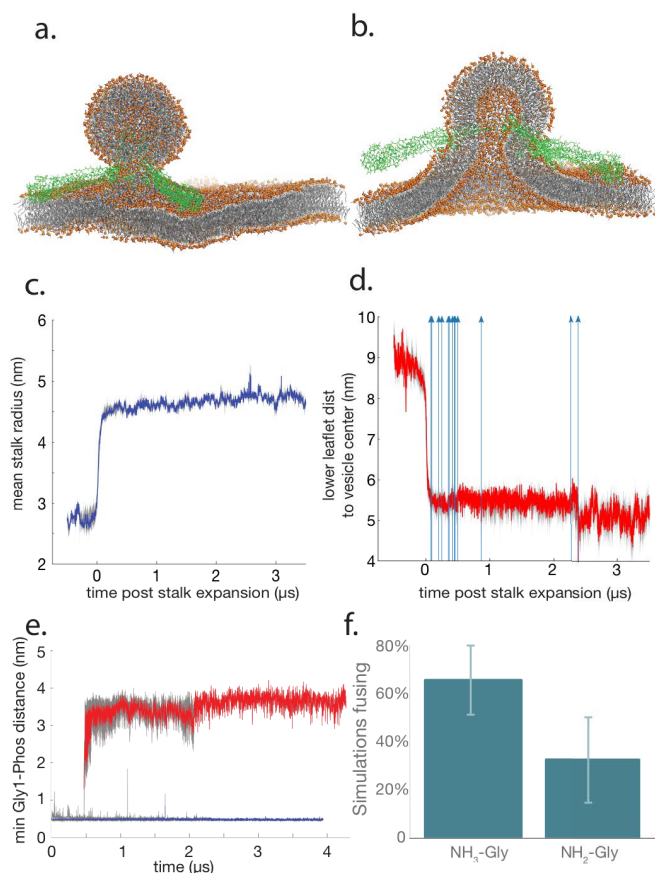 a.
b.
c.
mean stalk radius (nm)
6
5
4
3
2
0
1
2
3
time post stalk expansion (µs)
d.
lower leaflet dist
to vesicle center (nm)
10
9
8
7
6
5
4
0
1
2
3
time post stalk expansion (µs)
e.
min Gly1-Phos distance (nm)
5
4
3
2
1
0
0
1
2
3
4
time (µs)
f.
Simulations fusing
80%
60%
40%
20%
0
NH₃-Gly
NH₂-Gly